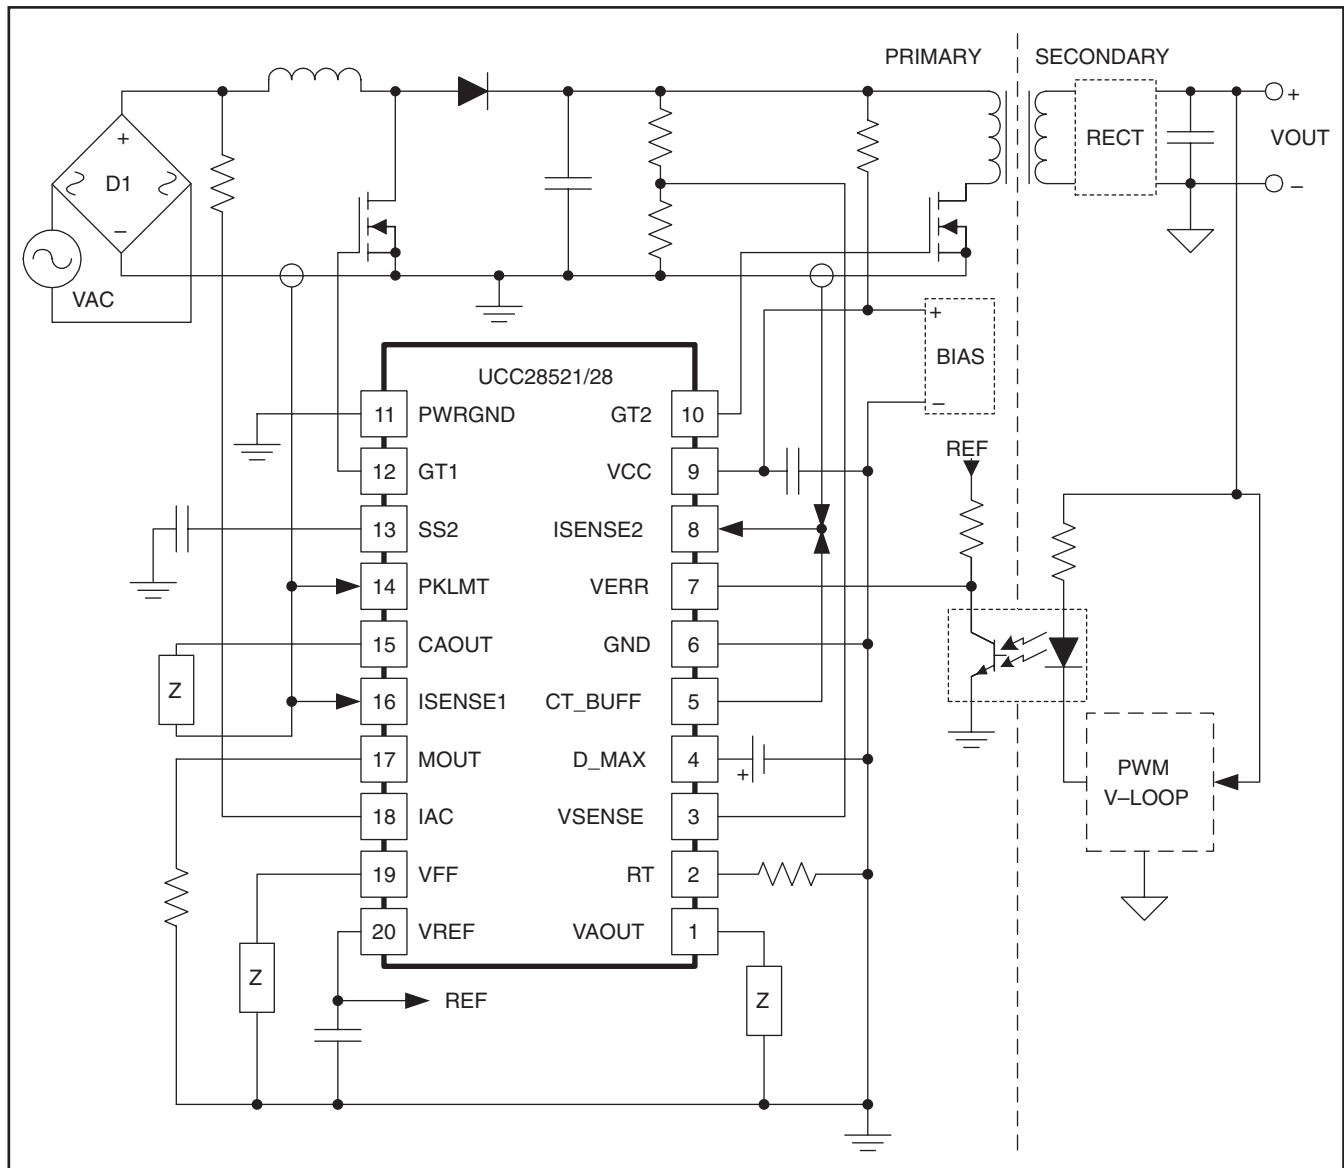 PRIMARY
SECONDARY
+
D1
–
VAC
RECT
+
VOUT
–
+
BIAS
–
UCC28521/28
11 PWRGND
GT2 10
12 GT1
VCC 9
REF
13 SS2
ISENSE2 8
14 PKLMT
VERR 7
15 CAOUT
GND 6
Z
16 ISENSE1
CT_BUFF 5
17 MOUT
D_MAX 4
+
PWM
V–LOOP
18 IAC
VSENSE 3
19 VFF
RT 2
20 VREF
VAOUT 1
Z
REF
Z